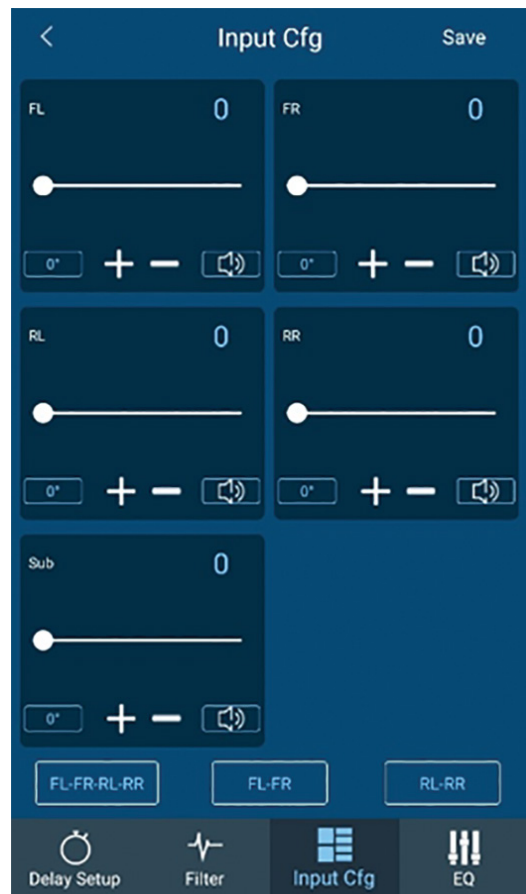 Input Cfg Save
FL 0 FR 0
0° 0°
RL 0 RR 0
0° 0°
Sub 0
0°
FL-FR-RL-RR FL-FR RL-RR
Delay Setup Filter Input Cfg EQ